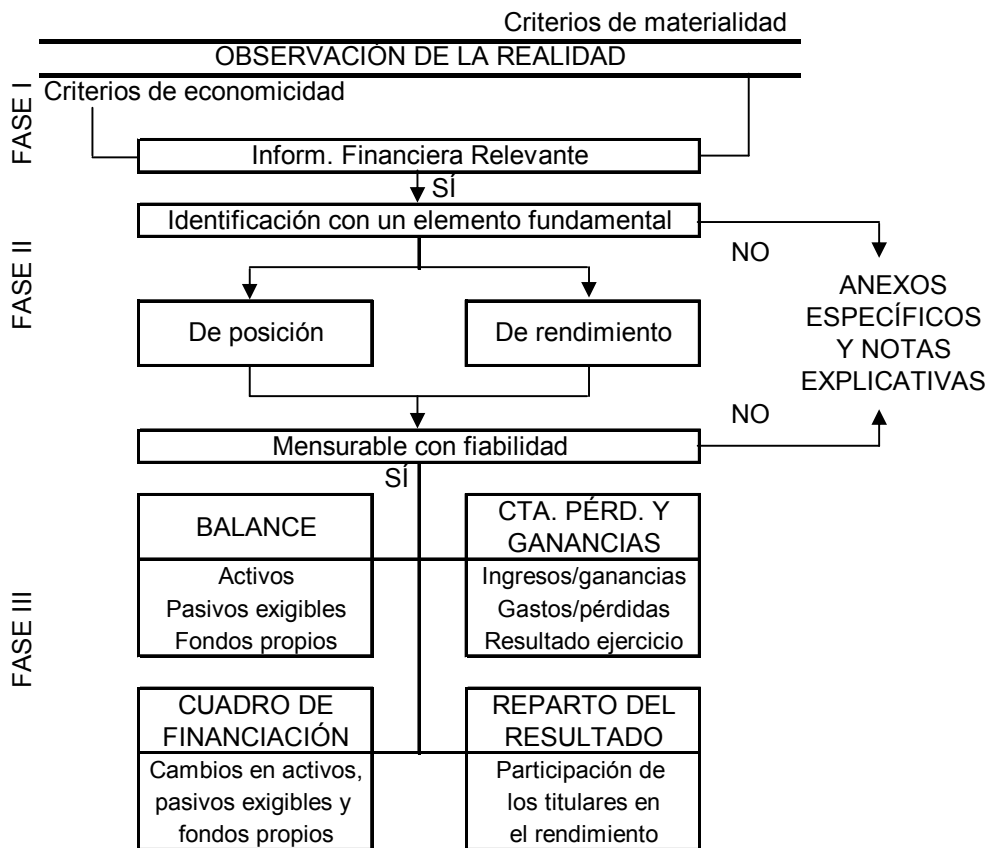 Criterios de materialidad
OBSERVACIÓN DE LA REALIDAD
FASE I
Criterios de economicidad
Inform. Financiera Relevante
SÍ
Identificación con un elemento fundamental
NO
FASE II
De posición
De rendimiento
ANEXOS
ESPECÍFICOS
Y NOTAS
EXPLICATIVAS
NO
Mensurable con fiabilidad
SÍ
FASE III
BALANCE
Activos
Pasivos exigibles
Fondos propios
CTA. PÉRD. Y
GANANCIAS
Ingresos/ganancias
Gastos/pérdidas
Resultado ejercicio
CUADRO DE
FINANCIACIÓN
Cambios en activos,
pasivos exigibles y
fondos propios
REPARTO DEL
RESULTADO
Participación de
los titulares en
el rendimiento